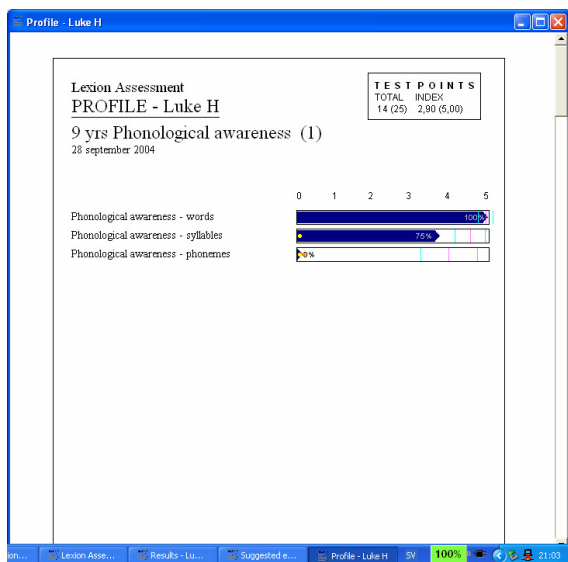 Profile - Luke H
Lexion Assessment
PROFILE - Luke H
9 yrs Phonological awareness (1)
28 september 2004
TEST POINTS
TOTAL INDEX
14 (25) 2,90 (5,00)
0 1 2 3 4 5
Phonological awareness - words 100%
Phonological awareness - syllables 75%
Phonological awareness - phonemes 0%
ion... Lexion Asse... Results - Lu... Suggested e... Profile - Luke H SV 100% 21:03